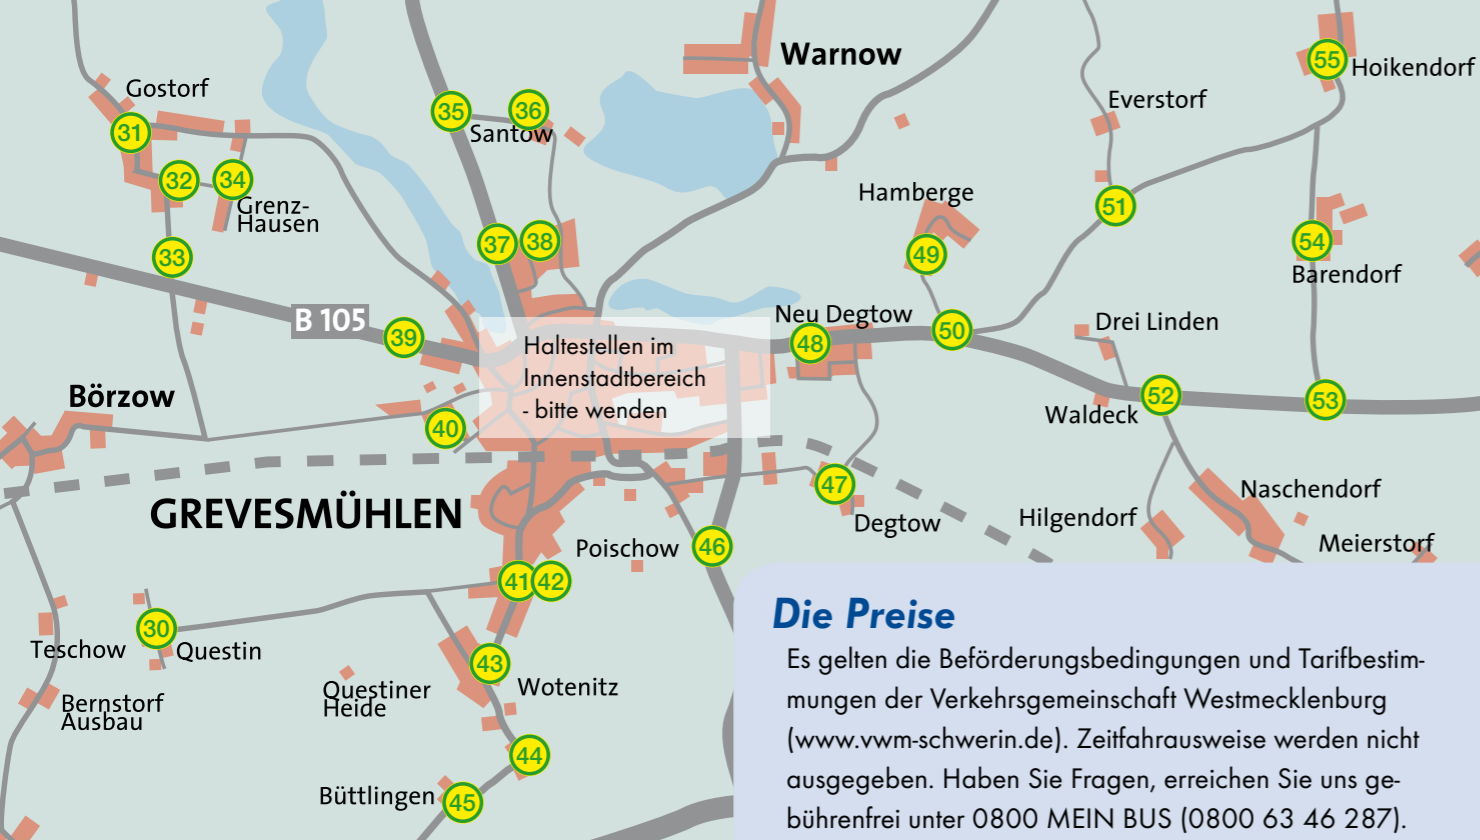 Warnow
55
Hoikendorf
Gostorf
Everstorf
35
36
Santow
31
32
34
Grenz-
Hausen
Hamberge
51
33
37
38
49
54
Barendorf
B 105
39
Neu Degtow
48
50
Drei Linden
Haltestellen im
Innenstadtbereich
- bitte wenden
Börzow
40
Waldeck
52
53
GREVESMÜHLEN
47
Degtow
Naschendorf
Hilgendorf
Meierstorf
Poischow
46
41
42
30
Teschow
Questin
43
Wotenitz
Questiner
Heide
Bernstorf
Ausbau
44
Büttlingen
45
Die Preise
Es gelten die Beförderungsbedingungen und Tarifbestim-
mungen der Verkehrsgemeinschaft Westmecklenburg
(www.vwm-schwerin.de). Zeitfahrausweise werden nicht
ausgegeben. Haben Sie Fragen, erreichen Sie uns ge-
bührenfrei unter 0800 MEIN BUS (0800 63 46 287).